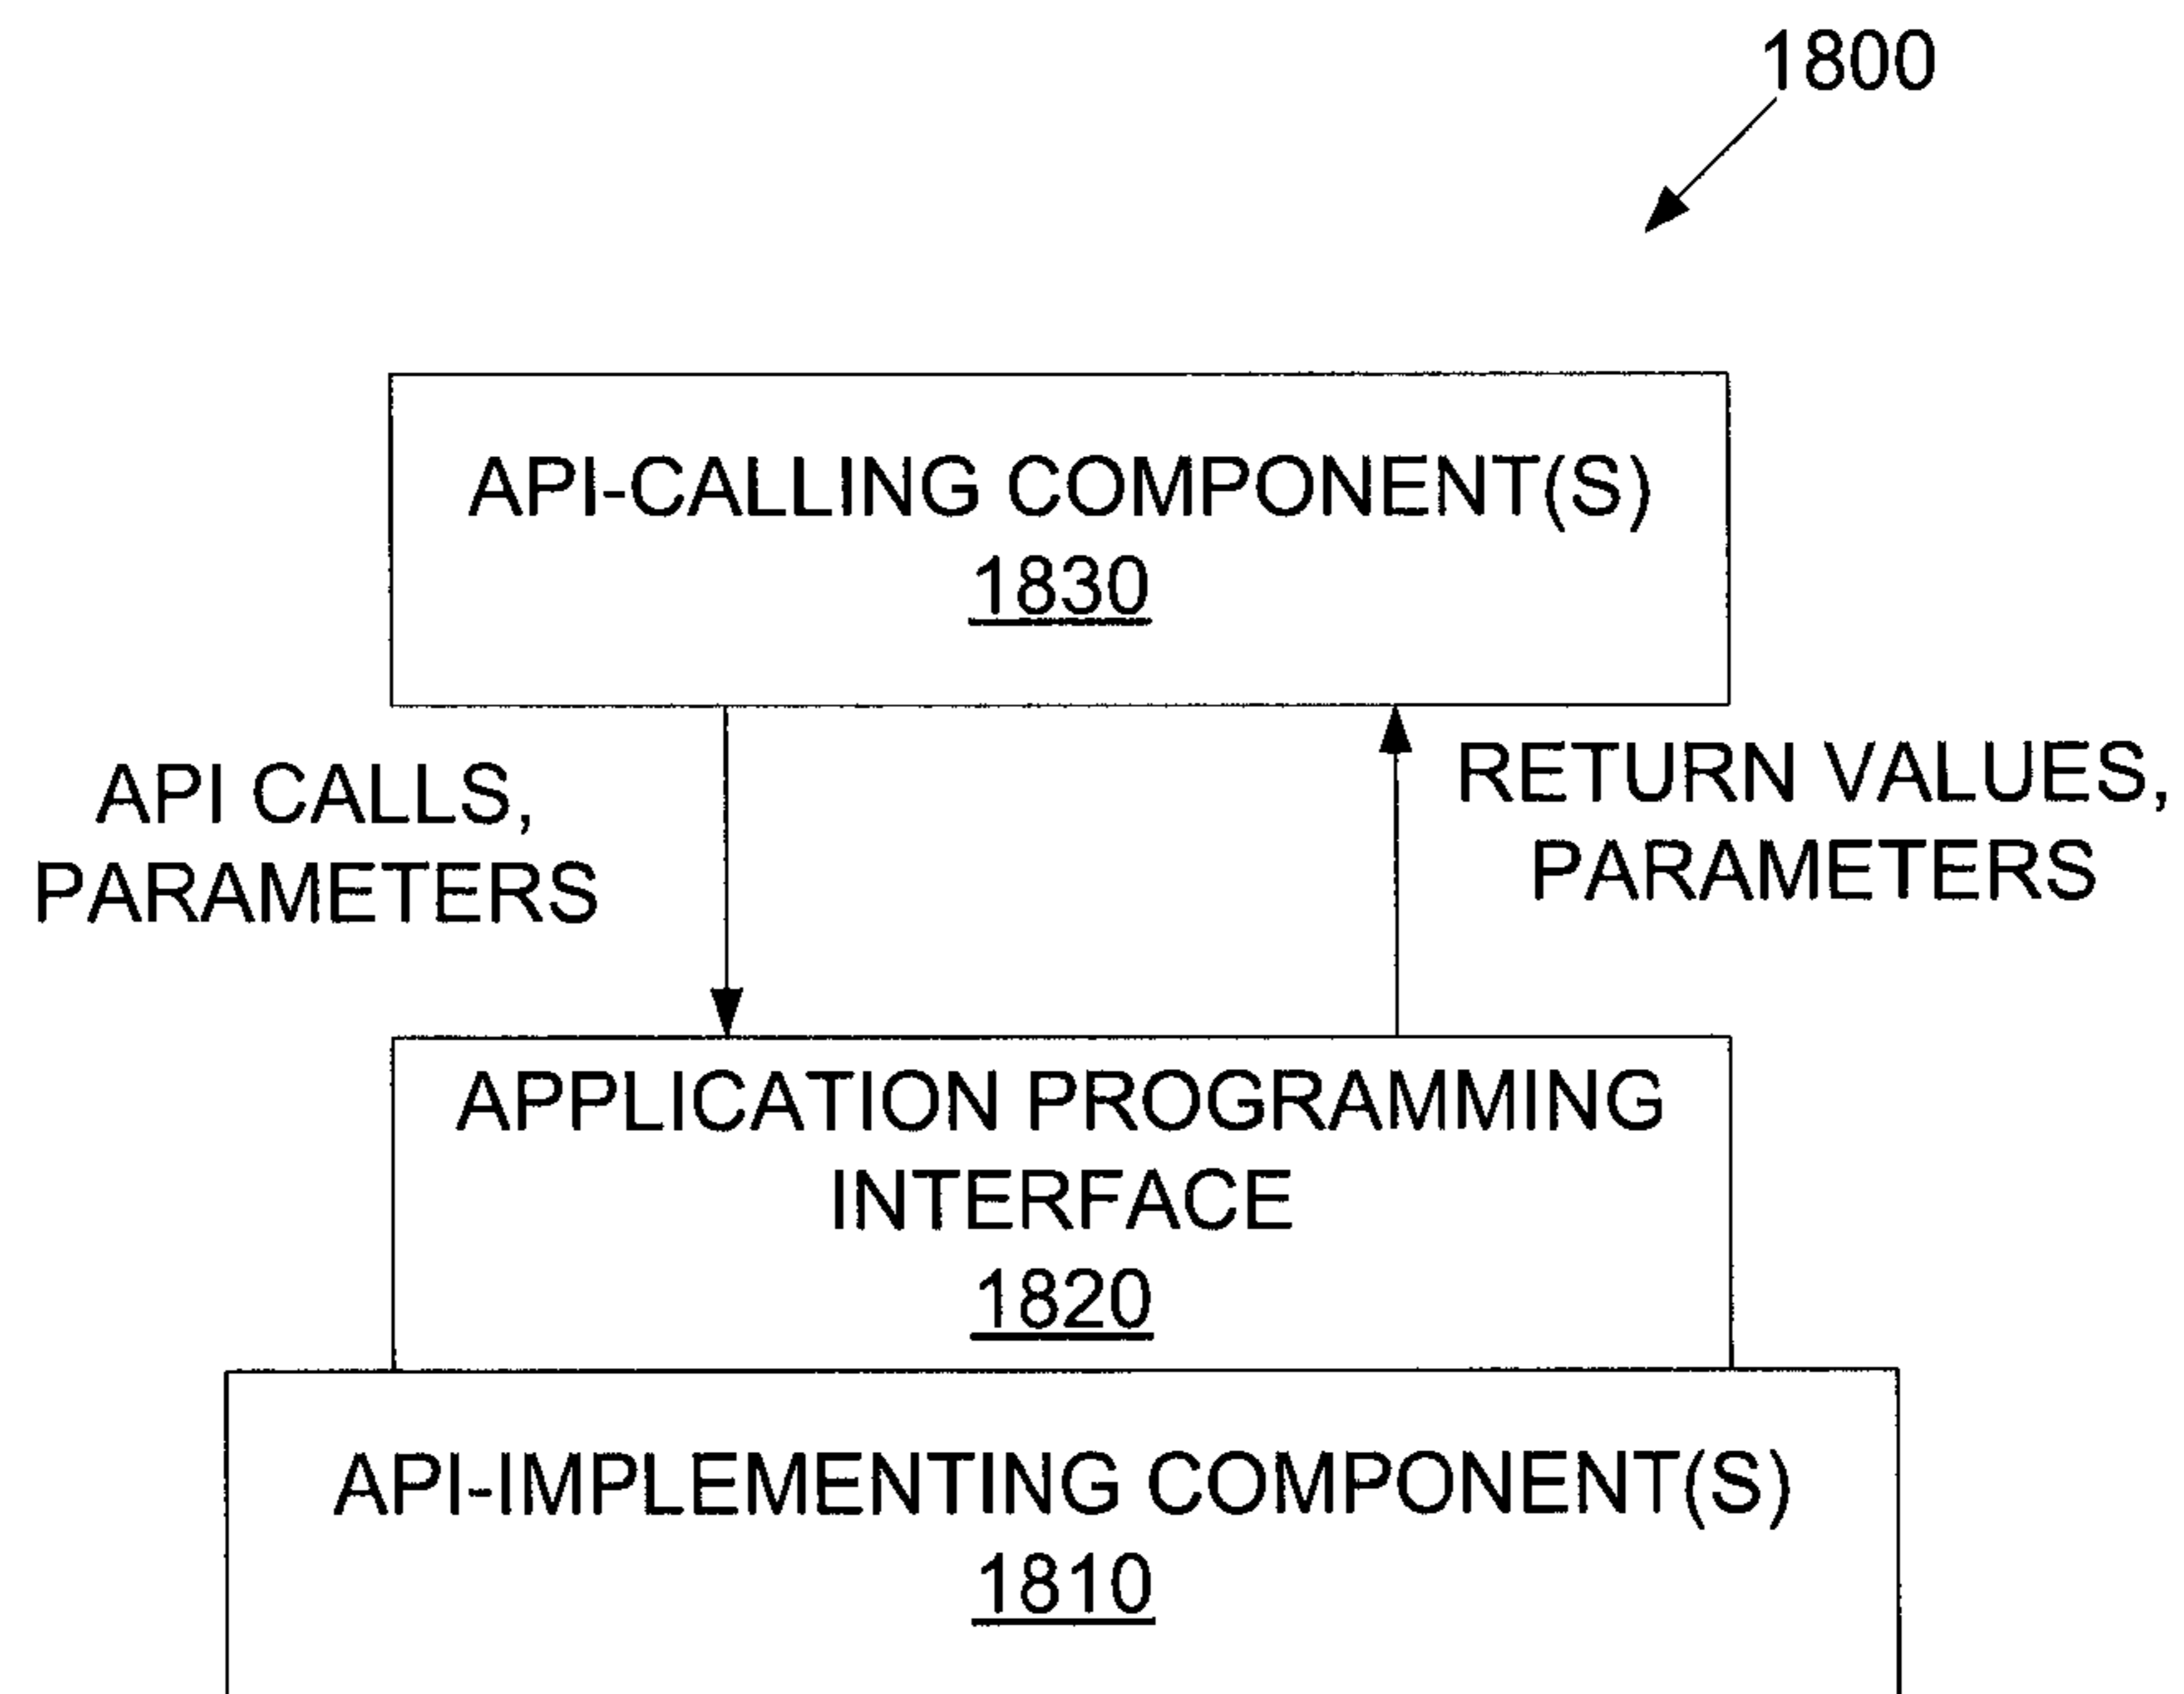 1800
API-CALLING COMPONENT(S)
1830
API CALLS,
PARAMETERS
RETURN VALUES,
PARAMETERS
APPLICATION PROGRAMMING
INTERFACE
1820
API-IMPLEMENTING COMPONENT(S)
1810